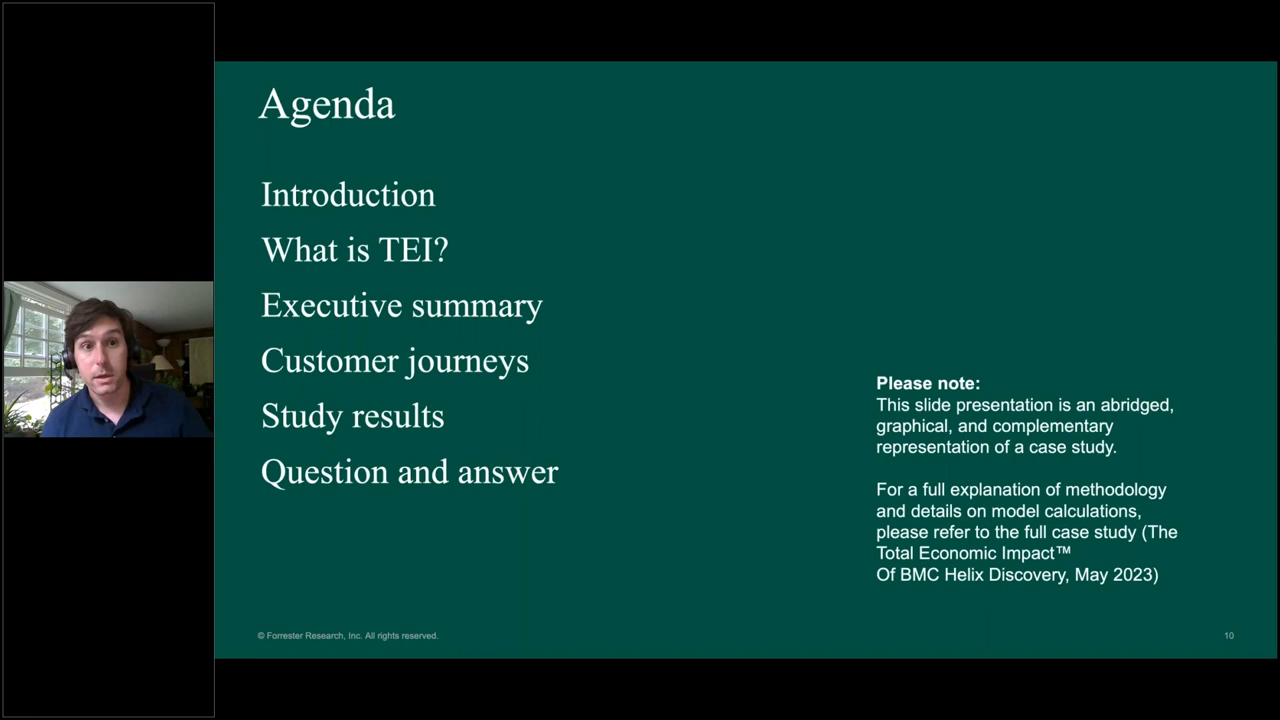 Agenda
Introduction
What is TEI?
Executive summary
Customer journeys
Study results
Question and answer
Please note:
This slide presentation is an abridged,
graphical, and complementary
representation of a case study.
For a full explanation of methodology
and details on model calculations,
please refer to the full case study (The
Total Economic Impact™
Of BMC Helix Discovery, May 2023)
© Forrester Research, Inc. All rights reserved.
10